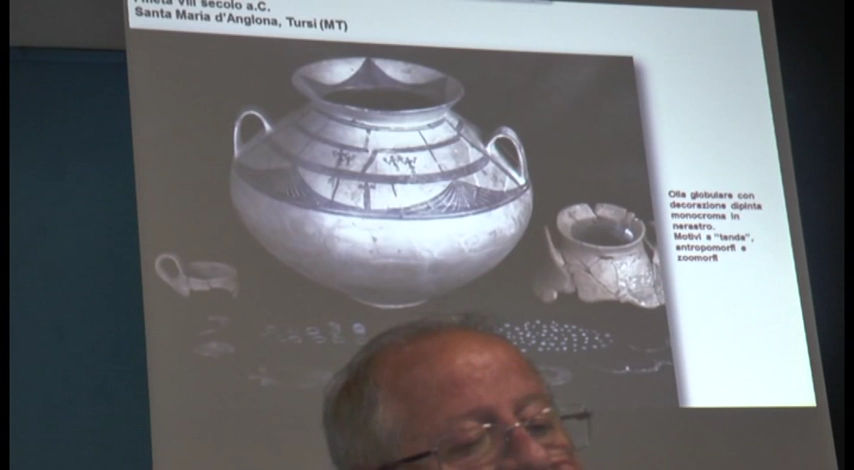 VIII secolo a.C.
Santa Maria d'Anglona, Tursi (MT)
Olla globulare con
decorazione dipinta
monocroma in
nerastro.
Motivi a "tenda",
antropomorfi e
zoomorfi